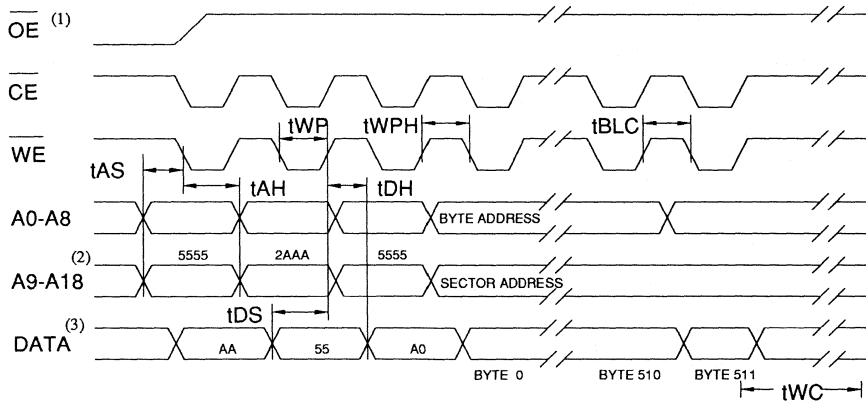 OE (1)
CE
tWP tWPH tBLC
WE
tAS
tAH tDH
A0-A8 BYTE ADDRESS
5555 2AAA 5555
A9-A18 (2) SECTOR ADDRESS
tDS
DATA (3) AA 55 A0
BYTE 0 BYTE 510 BYTE 511
tWC